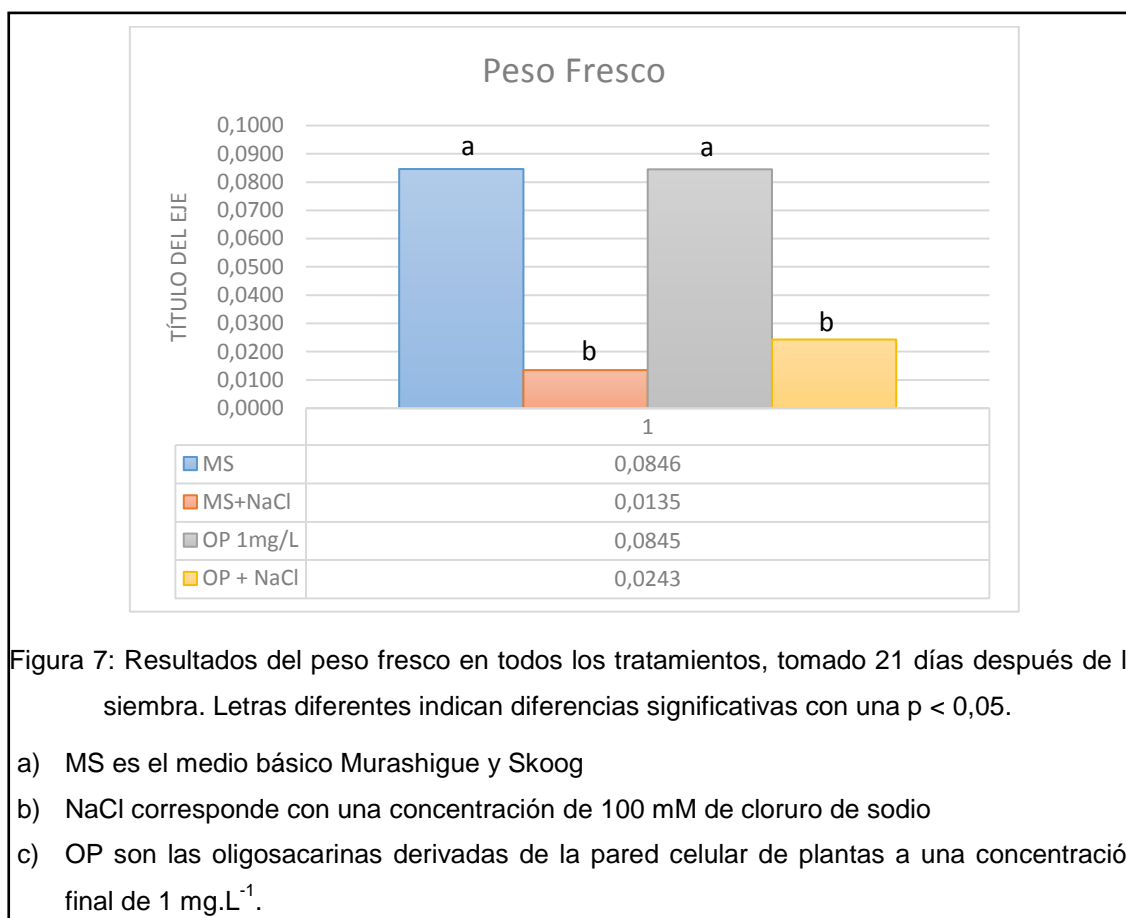 Peso Fresco
0,1000
0,0900
0,0800
0,0700
0,0600
0,0500
0,0400
0,0300
0,0200
0,0100
0,0000
TÍTULO DEL EJE
a
b
a
b
1
MS 0,0846
MS+NaCl 0,0135
OP 1mg/L 0,0845
OP + NaCl 0,0243
Figura 7: Resultados del peso fresco en todos los tratamientos, tomado 21 días después de l
siembra. Letras diferentes indican diferencias significativas con una p < 0,05.
a) MS es el medio básico Murashigue y Skoog
b) NaCl corresponde con una concentración de 100 mM de cloruro de sodio
c) OP son las oligosacarinas derivadas de la pared celular de plantas a una concentració
final de 1 mg.L⁻¹.